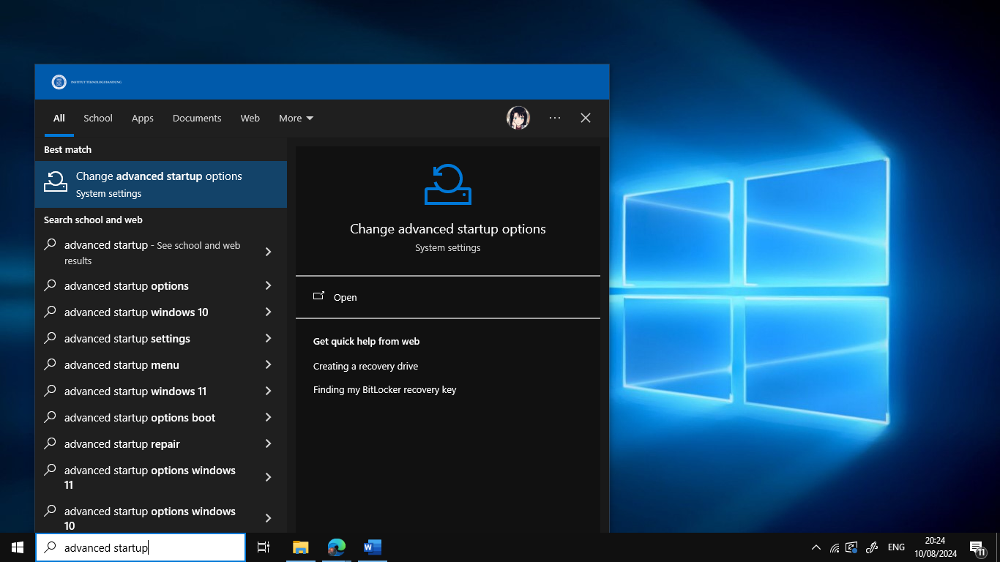 INSTITUT TEKNOLOGI BANDUNG
All School Apps Documents Web More
Best match
Change advanced startup options
System settings
Search school and web
advanced startup - See school and web
results
advanced startup options
advanced startup windows 10
advanced startup settings
advanced startup menu
advanced startup windows 11
advanced startup options boot
advanced startup repair
advanced startup options windows
11
advanced startup options windows
10
Change advanced startup options
System settings
Open
Get quick help from web
Creating a recovery drive
Finding my BitLocker recovery key
advanced startup
W
ENG
20:24
10/08/2024
11